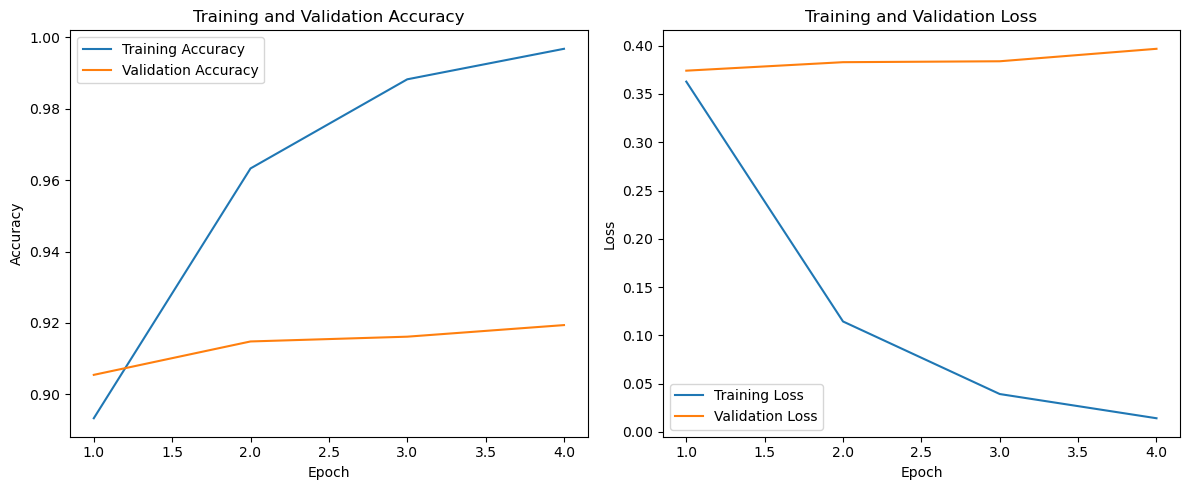 Training and Validation Accuracy
1.00
0.98
0.96
0.94
0.92
0.90
Accuracy
Training Accuracy
Validation Accuracy
1.0 1.5 2.0 2.5 3.0 3.5 4.0
Epoch
Training and Validation Loss
0.40
0.35
0.30
0.25
0.20
0.15
0.10
0.05
0.00
Loss
Training Loss
Validation Loss
1.0 1.5 2.0 2.5 3.0 3.5 4.0
Epoch